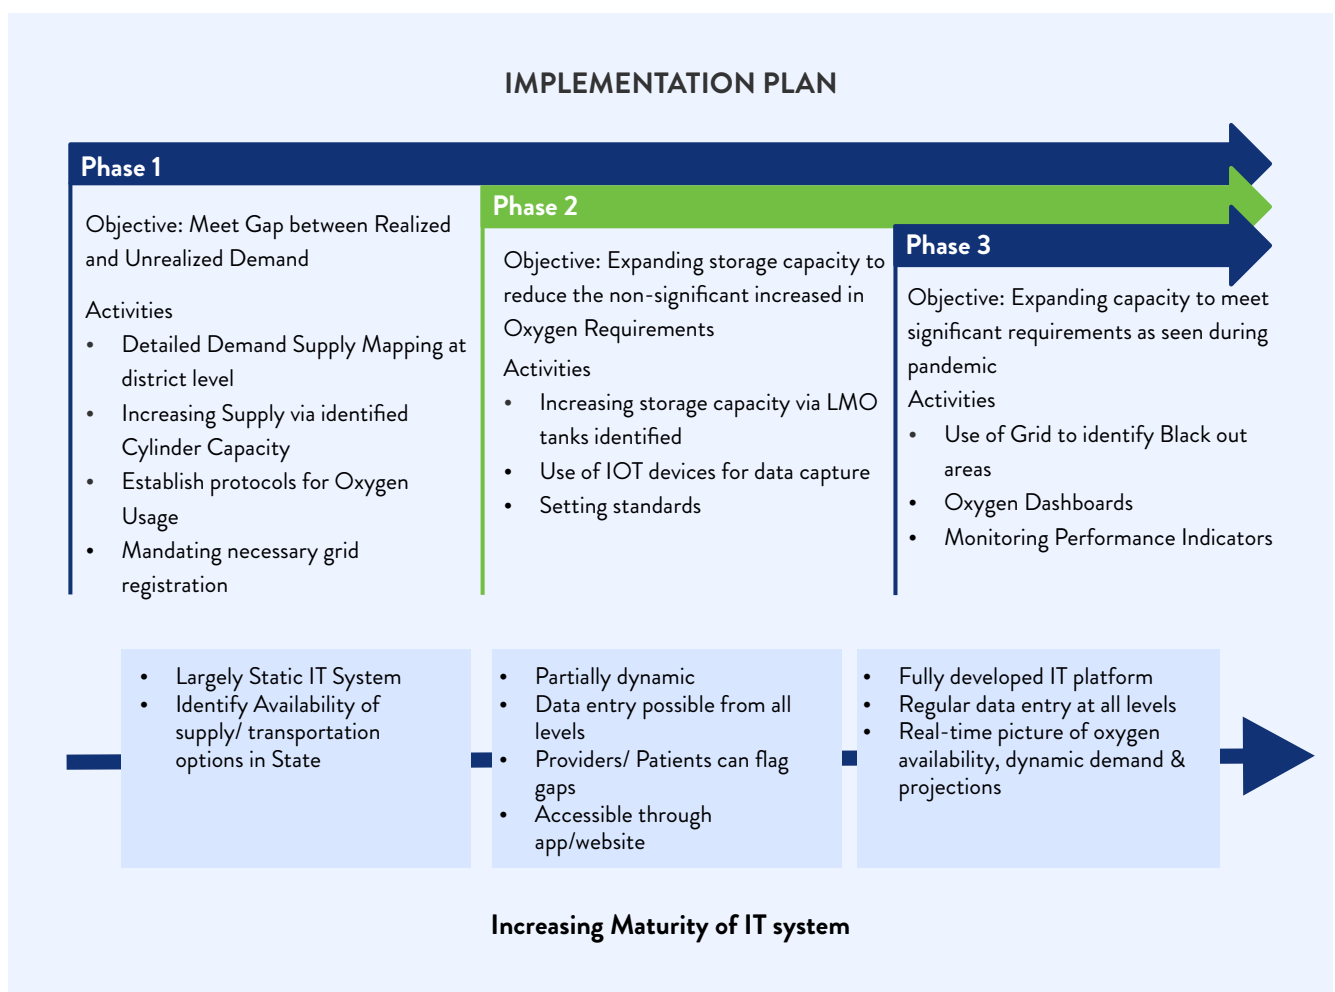 IMPLEMENTATION PLAN
Phase 1
Objective: Meet Gap between Realized
and Unrealized Demand
Activities
• Detailed Demand Supply Mapping at
district level
• Increasing Supply via identified
Cylinder Capacity
• Establish protocols for Oxygen
Usage
• Mandating necessary grid
registration
Phase 2
Objective: Expanding storage capacity to
reduce the non-significant increased in
Oxygen Requirements
Activities
• Increasing storage capacity via LMO
tanks identified
• Use of IOT devices for data capture
• Setting standards
Phase 3
Objective: Expanding capacity to meet
significant requirements as seen during
pandemic
Activities
• Use of Grid to identify Black out
areas
• Oxygen Dashboards
• Monitoring Performance Indicators
• Largely Static IT System
• Identify Availability of
supply/ transportation
options in State
• Partially dynamic
• Data entry possible from all
levels
• Providers/ Patients can flag
gaps
• Accessible through
app/website
• Fully developed IT platform
• Regular data entry at all levels
• Real-time picture of oxygen
availability, dynamic demand &
projections
Increasing Maturity of IT system